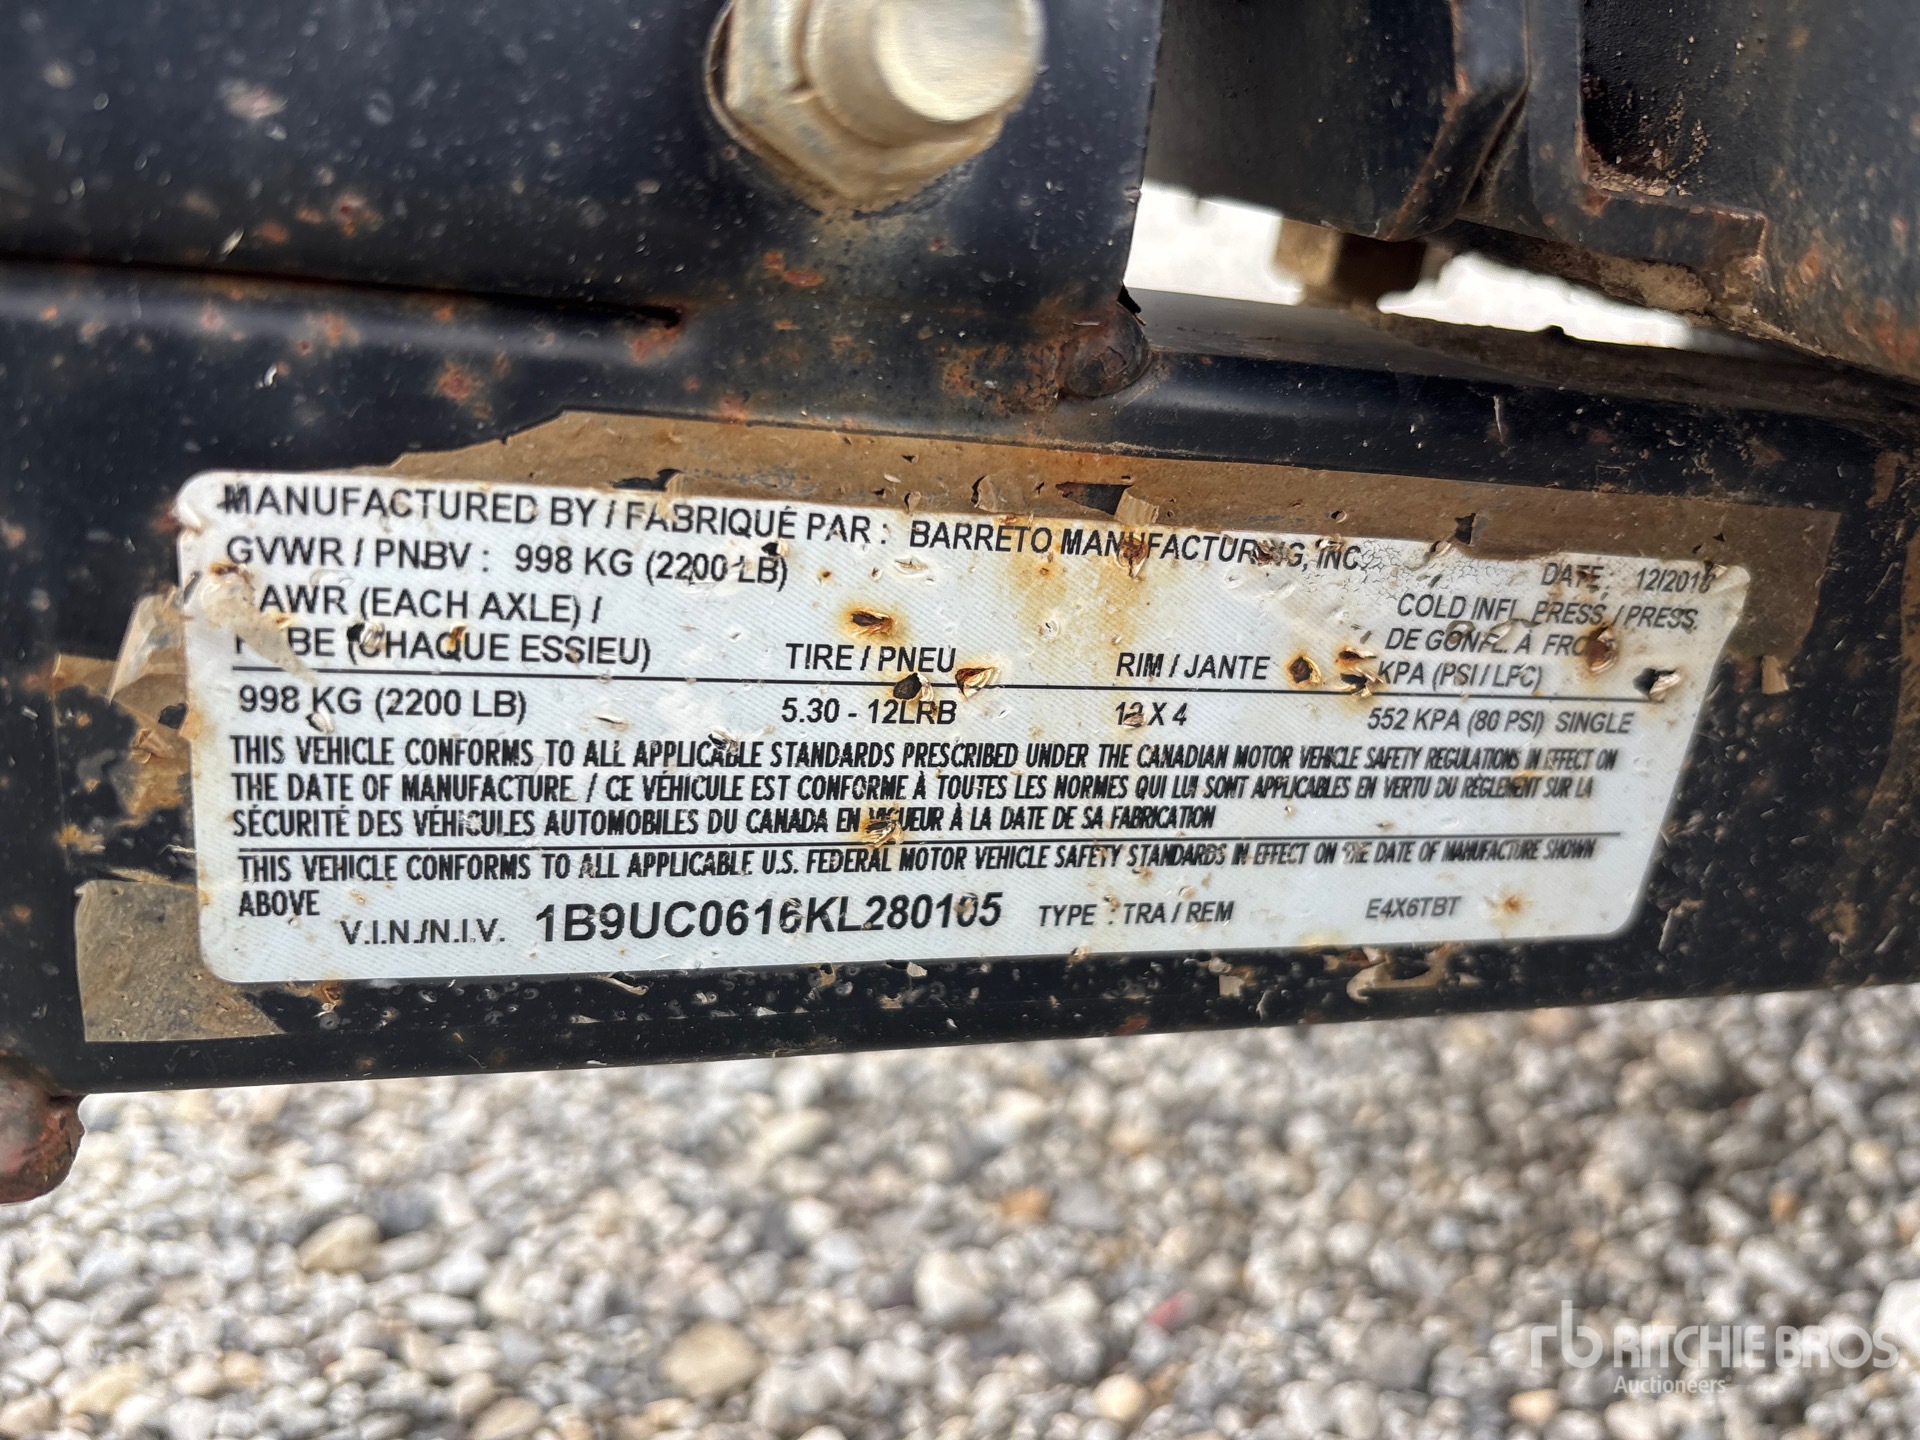 MANUFACTURED BY / FABRIQUÉ PAR : BARRETO MANUFACTURING, INC.
GVWR / PNBV : 998 KG (2200 LB)
DATE:
AWR (EACH AXLE) /
COLD INFL. PRESS. / PRESS.
BE (CHAQUE ESSIEU)
TIRE / PNEU
RIM / JANTE
DE GONFL. À
KPA (PSI / LPC)
998 KG (2200 LB)
5.30 - 12LRB
12 X 4
552 KPA (80 PSI) SINGLE
THIS VEHICLE CONFORMS TO ALL APPLICABLE STANDARDS PRESCRIBED UNDER THE CANADIAN MOTOR VEHICLE SAFETY REGULATIONS IN EFFECT ON
THE DATE OF MANUFACTURE. / CE VÉHICULE EST CONFORME À TOUTES LES NORMES QUI LUI SONT APPLICABLES EN VERTU DU RÈGLEMENT SUR LA
SÉCURITÉ DES VÉHICULES AUTOMOBILES DU CANADA EN VIGUEUR À LA DATE DE SA FABRICATION
THIS VEHICLE CONFORMS TO ALL APPLICABLE U.S. FEDERAL MOTOR VEHICLE SAFETY STANDARDS IN EFFECT ON THE DATE OF MANUFACTURE SHOWN
ABOVE
V.I.N./N.I.V. 1B9UC0616KL280105 TYPE : TRA / REM E4X6TBT
rb RITCHIE BROS
Auctioneers